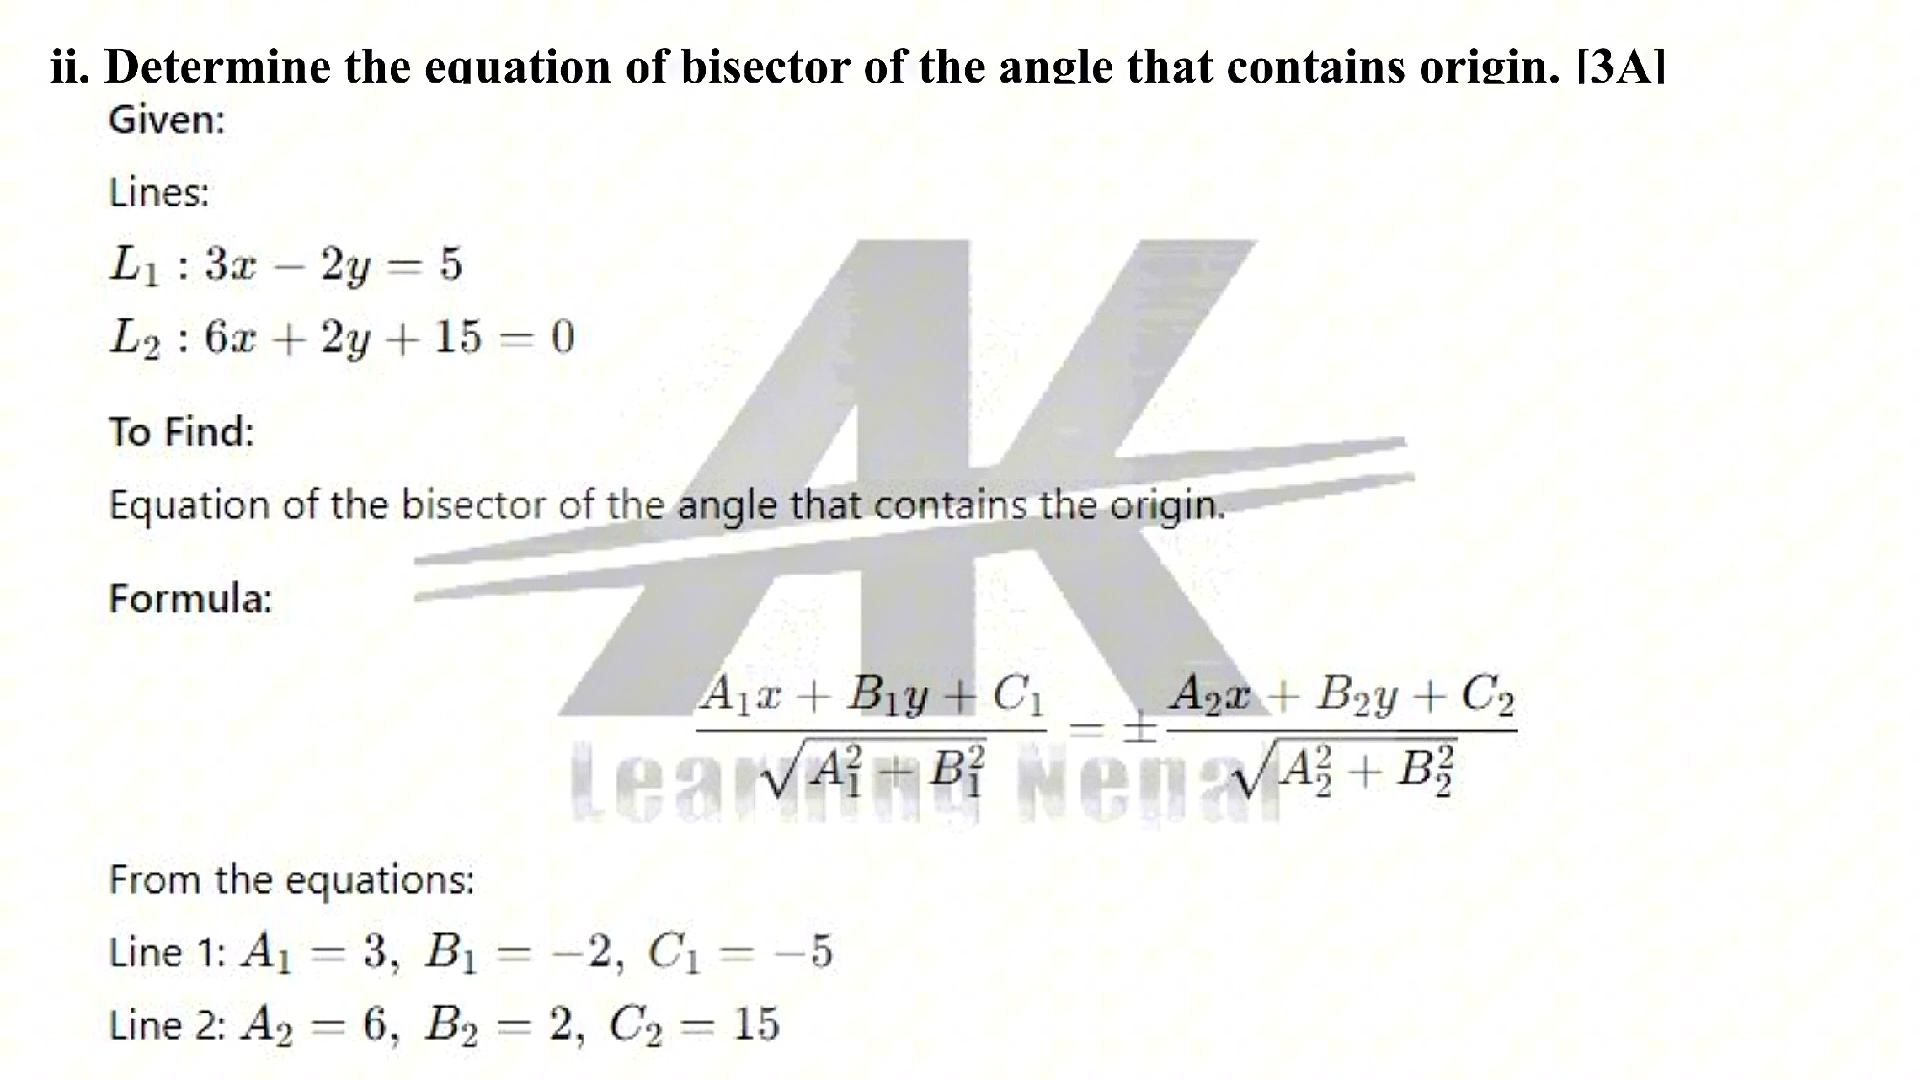 ii. Determine the equation of bisector of the angle that contains origin. [3A]
Given:
Lines:
L₁ : 3x − 2y = 5
L₂ : 6x + 2y + 15 = 0
To Find:
Equation of the bisector of the angle that contains the origin.
Formula:
(A₁x + B₁y + C₁)/√(A₁² + B₁²) = ± (A₂x + B₂y + C₂)/√(A₂² + B₂²)
AK
Learning Nepal
From the equations:
Line 1: A₁ = 3, B₁ = −2, C₁ = −5
Line 2: A₂ = 6, B₂ = 2, C₂ = 15